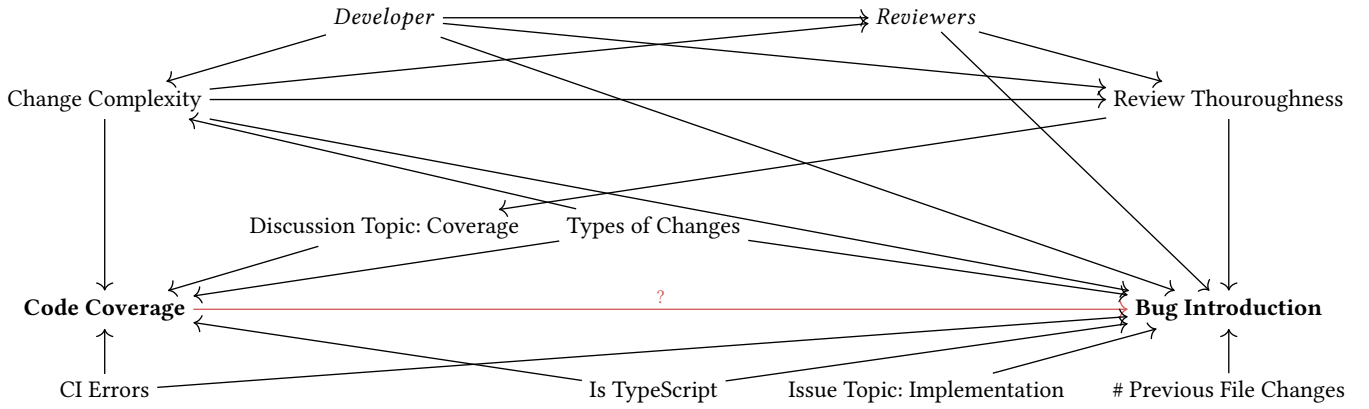 Developer
Reviewers
Change Complexity
Review Thouroughness
Discussion Topic: Coverage
Types of Changes
?
Code Coverage
Bug Introduction
CI Errors
Is TypeScript
Issue Topic: Implementation
# Previous File Changes